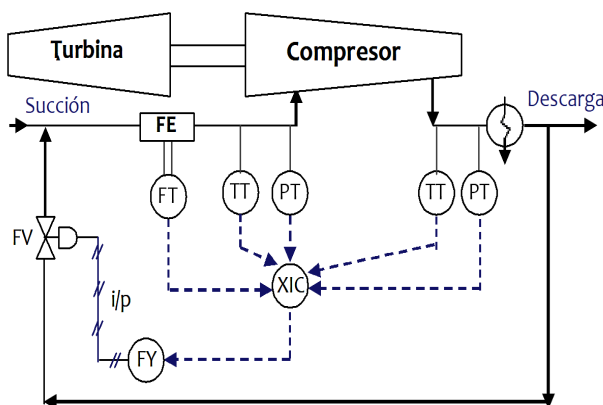 Turbina
Compresor
Succión
Descarga
FE
FT
TT
PT
TT
PT
FV
XIC
i/p
FY